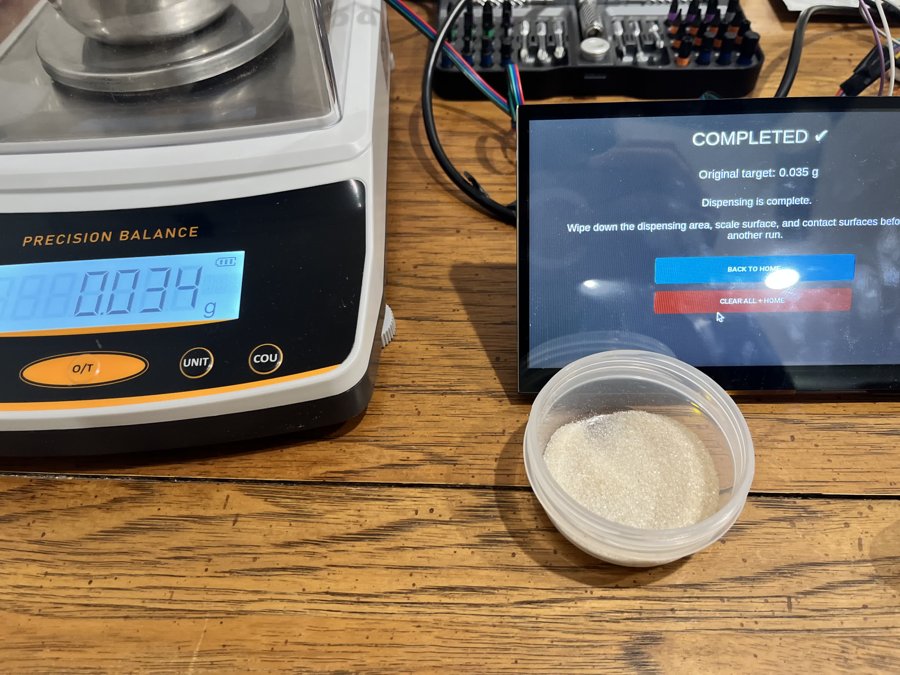 PRECISION BALANCE
0.034 g
O/T
UNIT
COU
COMPLETED ✔
Original target: 0.035 g
Dispensing is complete.
Wipe down the dispensing area, scale surface, and contact surfaces
another run.
BACK TO HOME
CLEAR ALL + HOME